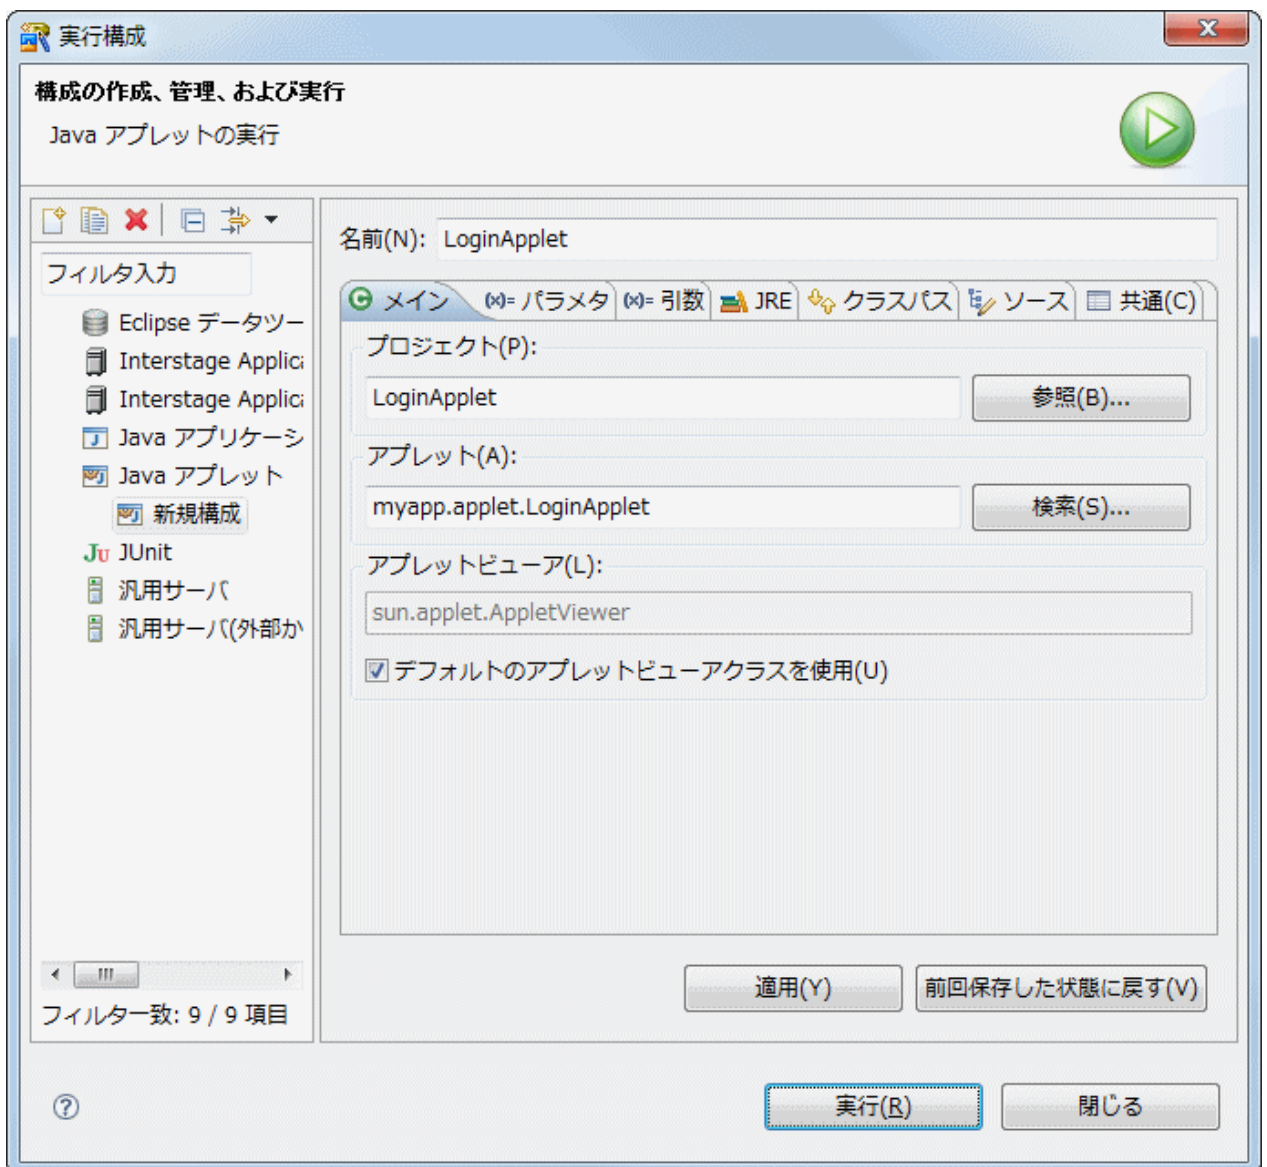 実行構成
構成の作成、管理、および実行
Java アプレットの実行
フィルタ入力
Eclipse データツー
Interstage Applic
Interstage Applic
Java アプリケーシ
Java アプレット
新規構成
JUnit
汎用サーバ
汎用サーバ(外部か
フィルター致: 9 / 9 項目
名前(N): LoginApplet
メイン (x)= パラメタ (x)= 引数 JRE クラスパス ソース 共通(C)
プロジェクト(P):
LoginApplet 参照(B)...
アプレット(A):
myapp.applet.LoginApplet 検索(S)...
アプレットビューア(L):
sun.applet.AppletViewer
デフォルトのアプレットビューアクラスを使用(U)
適用(Y) 前回保存した状態に戻す(V)
実行(R) 閉じる